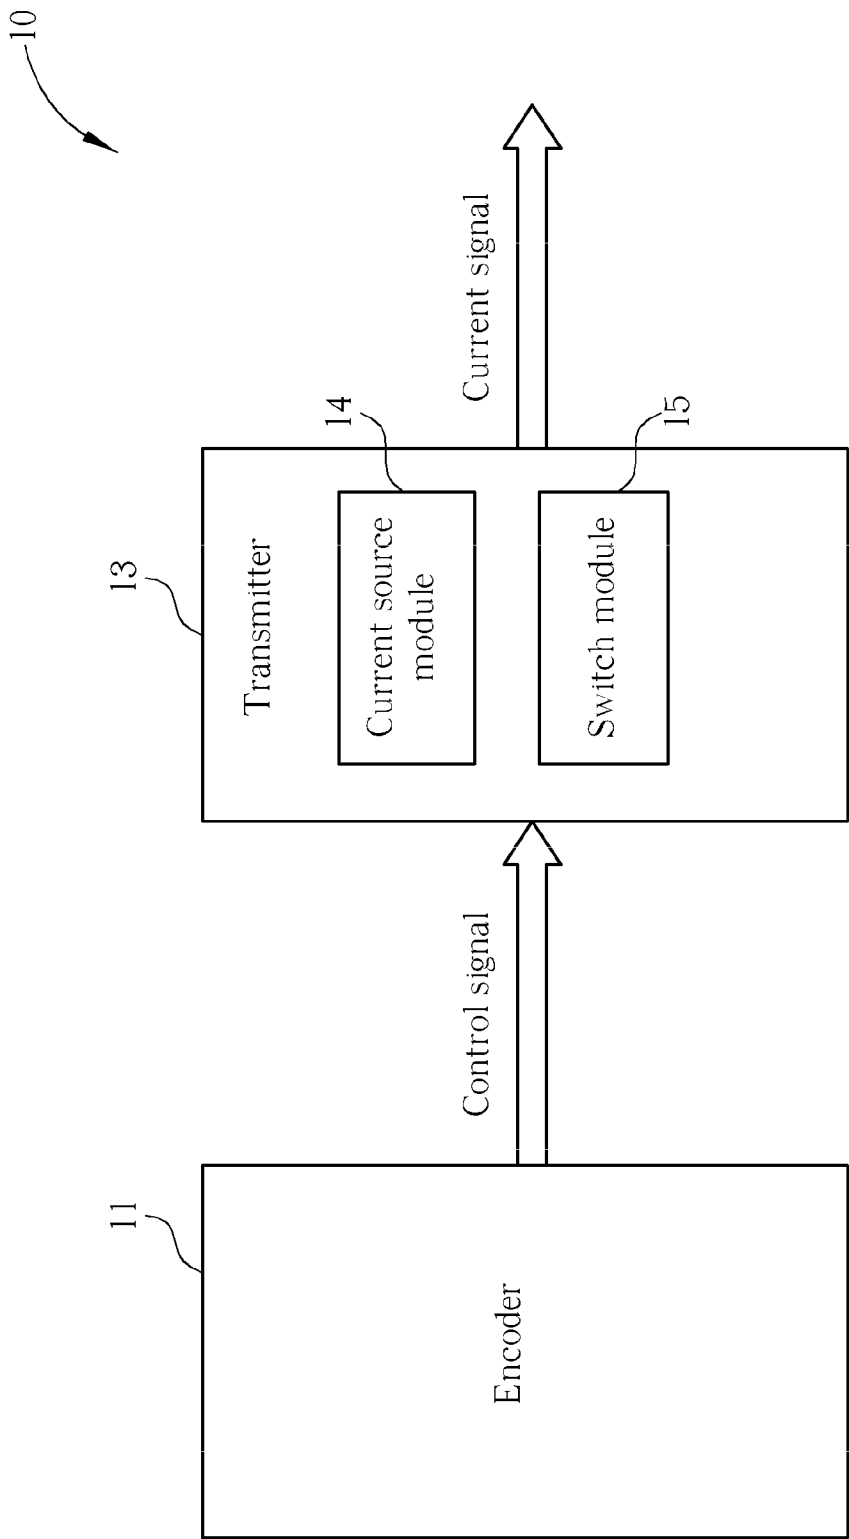 10
11
Encoder
Control signal
13
Transmitter
14
Current source
module
15
Switch module
Current signal